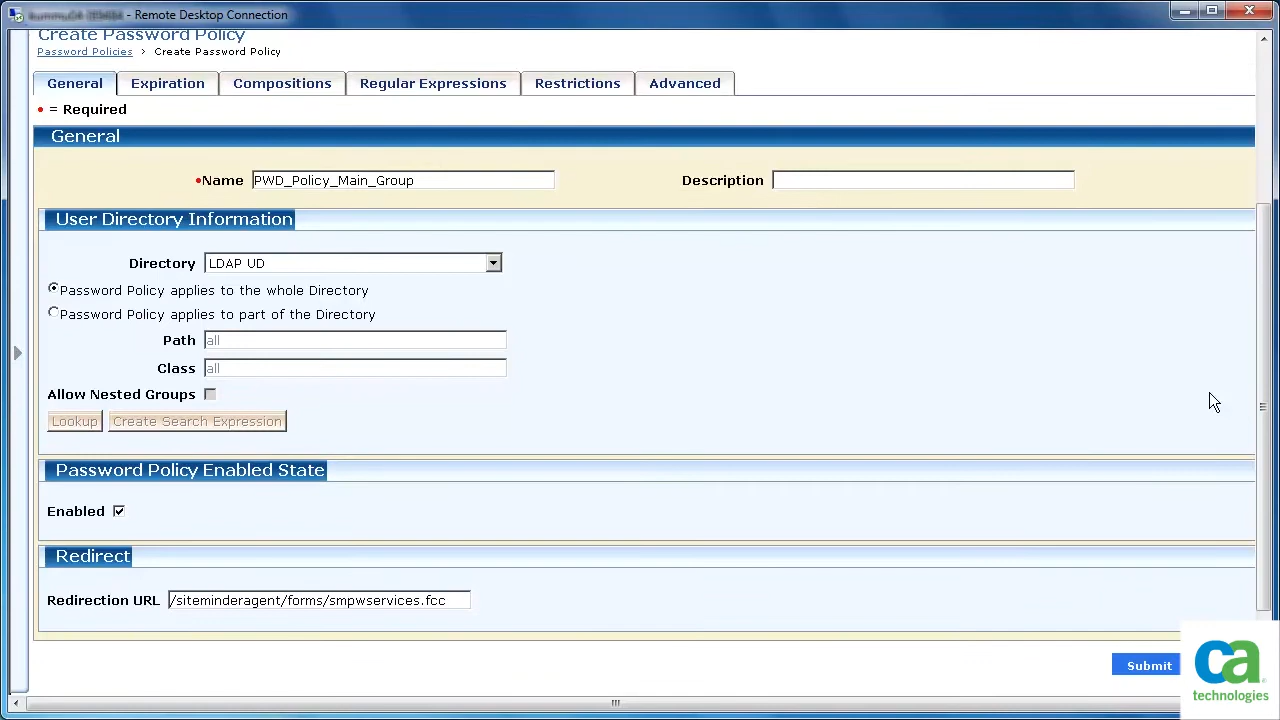 - Remote Desktop Connection
Create Password Policy
Password Policies > Create Password Policy
General Expiration Compositions Regular Expressions Restrictions Advanced
• = Required
General
•Name PWD_Policy_Main_Group Description
User Directory Information
Directory LDAP UD
Password Policy applies to the whole Directory
Password Policy applies to part of the Directory
Path all
Class all
Allow Nested Groups
Lookup Create Search Expression
Password Policy Enabled State
Enabled
Redirect
Redirection URL /siteminderagent/forms/smpwservices.fcc
Submit
ca
technologies